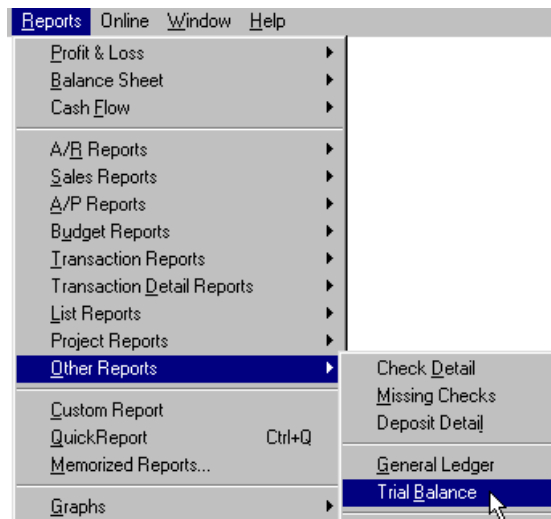 Reports Online Window Help
Profit & Loss
Balance Sheet
Cash Flow
A/R Reports
Sales Reports
A/P Reports
Budget Reports
Transaction Reports
Transaction Detail Reports
List Reports
Project Reports
Other Reports
Check Detail
Missing Checks
Deposit Detail
General Ledger
Trial Balance
Custom Report
QuickReport Ctrl+Q
Memorized Reports...
Graphs